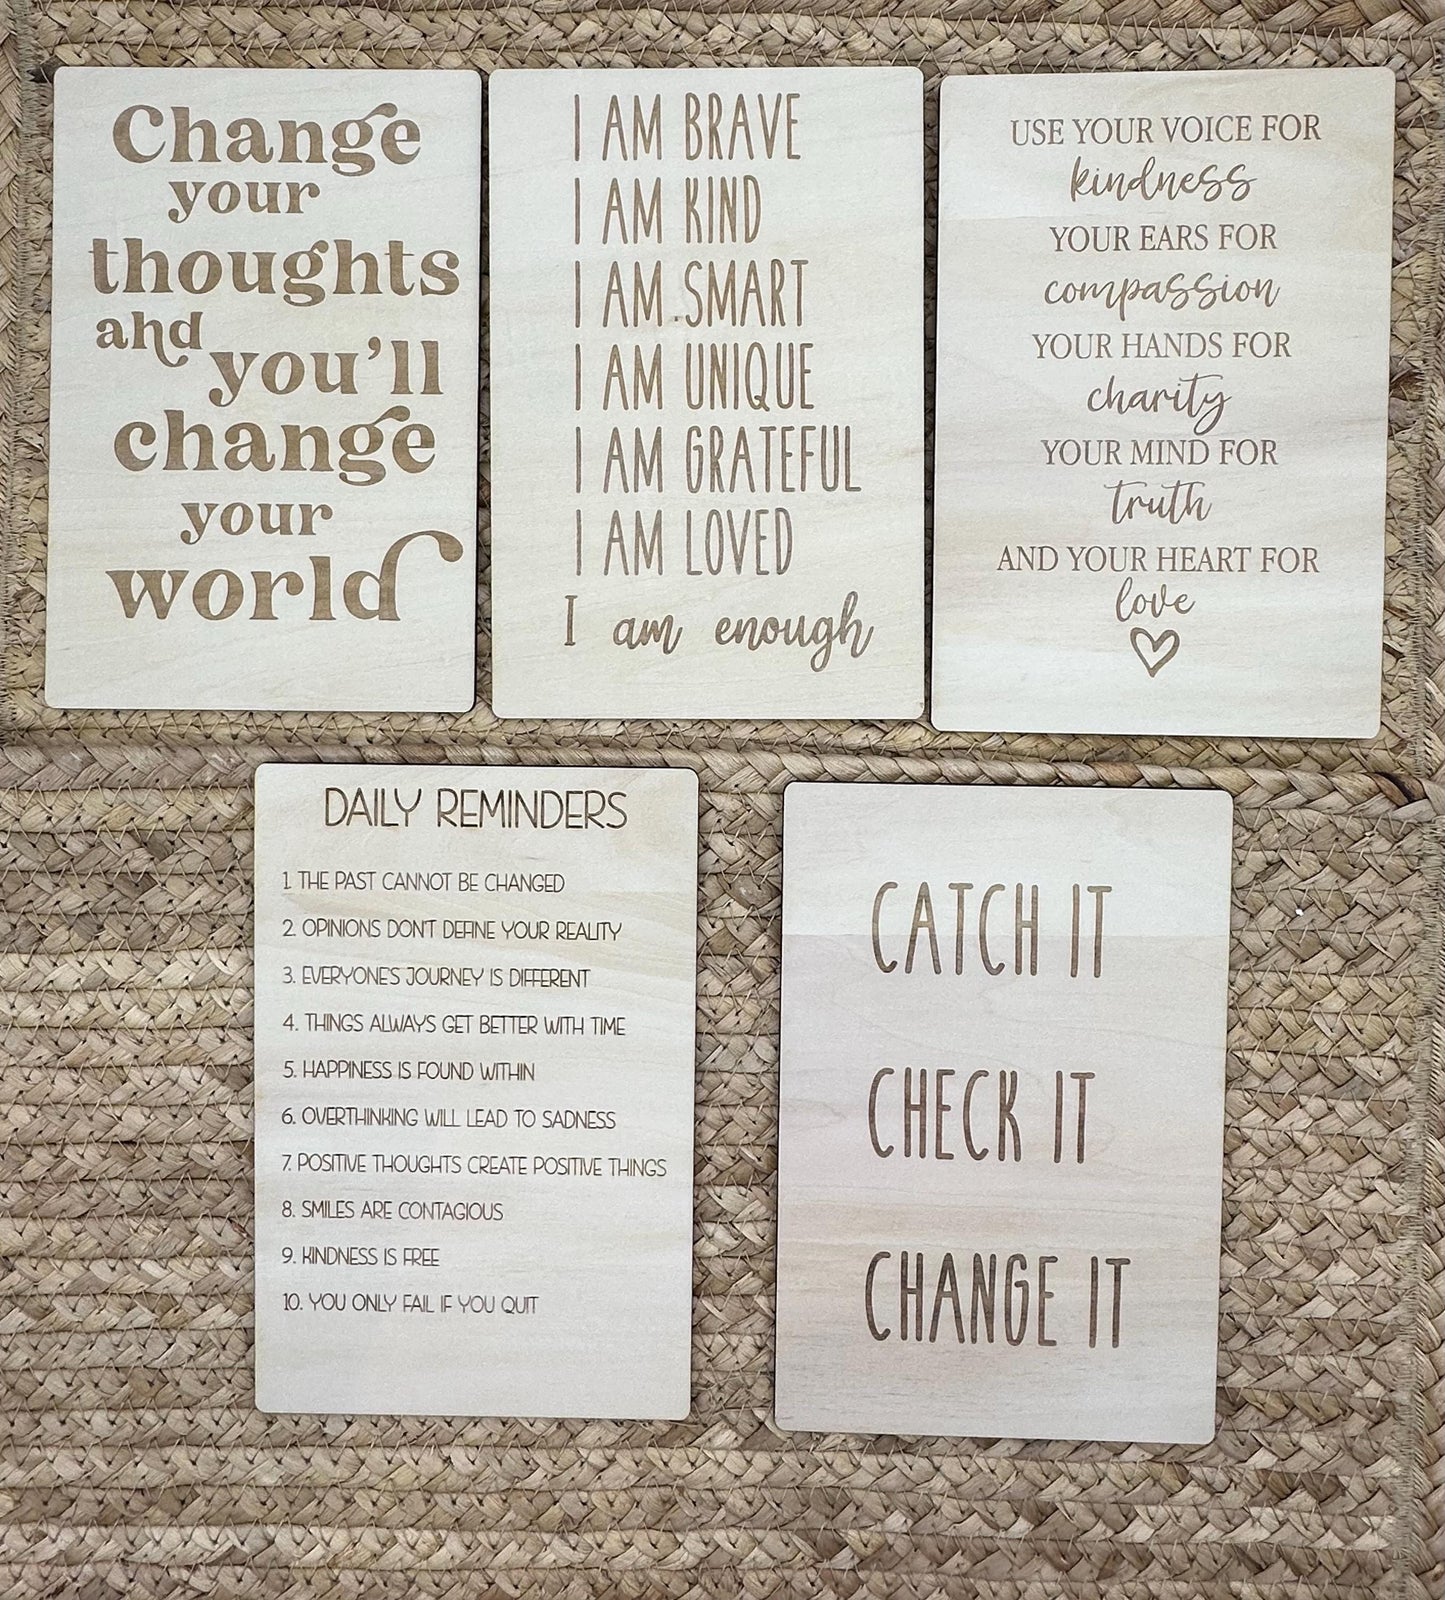 Change
your
thoughts
and you'll
change
your
world
I AM BRAVE
I AM KIND
I AM SMART
I AM UNIQUE
I AM GRATEFUL
I AM LOVED
I am enough
USE YOUR VOICE FOR
kindness
YOUR EARS FOR
compassion
YOUR HANDS FOR
charity
YOUR MIND FOR
truth
AND YOUR HEART FOR
love
DAILY REMINDERS
1. THE PAST CANNOT BE CHANGED
2. OPINIONS DON'T DEFINE YOUR REALITY
3. EVERYONE'S JOURNEY IS DIFFERENT
4. THINGS ALWAYS GET BETTER WITH TIME
5. HAPPINESS IS FOUND WITHIN
6. OVERTHINKING WILL LEAD TO SADNESS
7. POSITIVE THOUGHTS CREATE POSITIVE THINGS
8. SMILES ARE CONTAGIOUS
9. KINDNESS IS FREE
10. YOU ONLY FAIL IF YOU QUIT
CATCH IT
CHECK IT
CHANGE IT